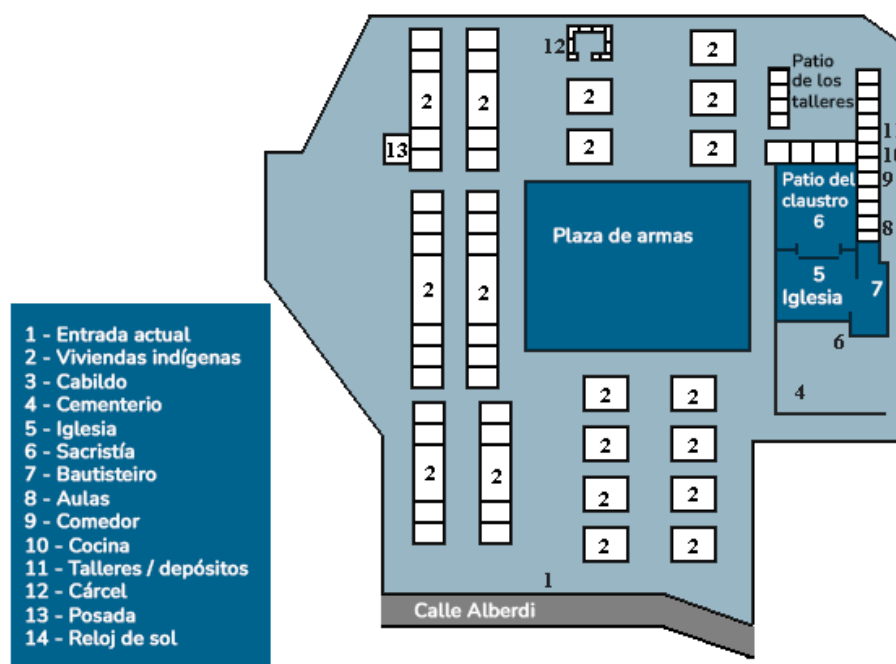 12
2
Patio
de los
talleres
2
2
2
2
13
2
2
2
11
10
Patio del
claustro
6
9
8
Plaza de armas
2
2
5
Iglesia
7
6
1 - Entrada actual
2 - Viviendas indígenas
3 - Cabildo
4 - Cementerio
5 - Iglesia
6 - Sacristía
7 - Bautisteiro
8 - Aulas
9 - Comedor
10 - Cocina
11 - Talleres / depósitos
12 - Cárcel
13 - Posada
14 - Reloj de sol
2
2
4
2
2
2
2
2
2
2
2
1
Calle Alberdi